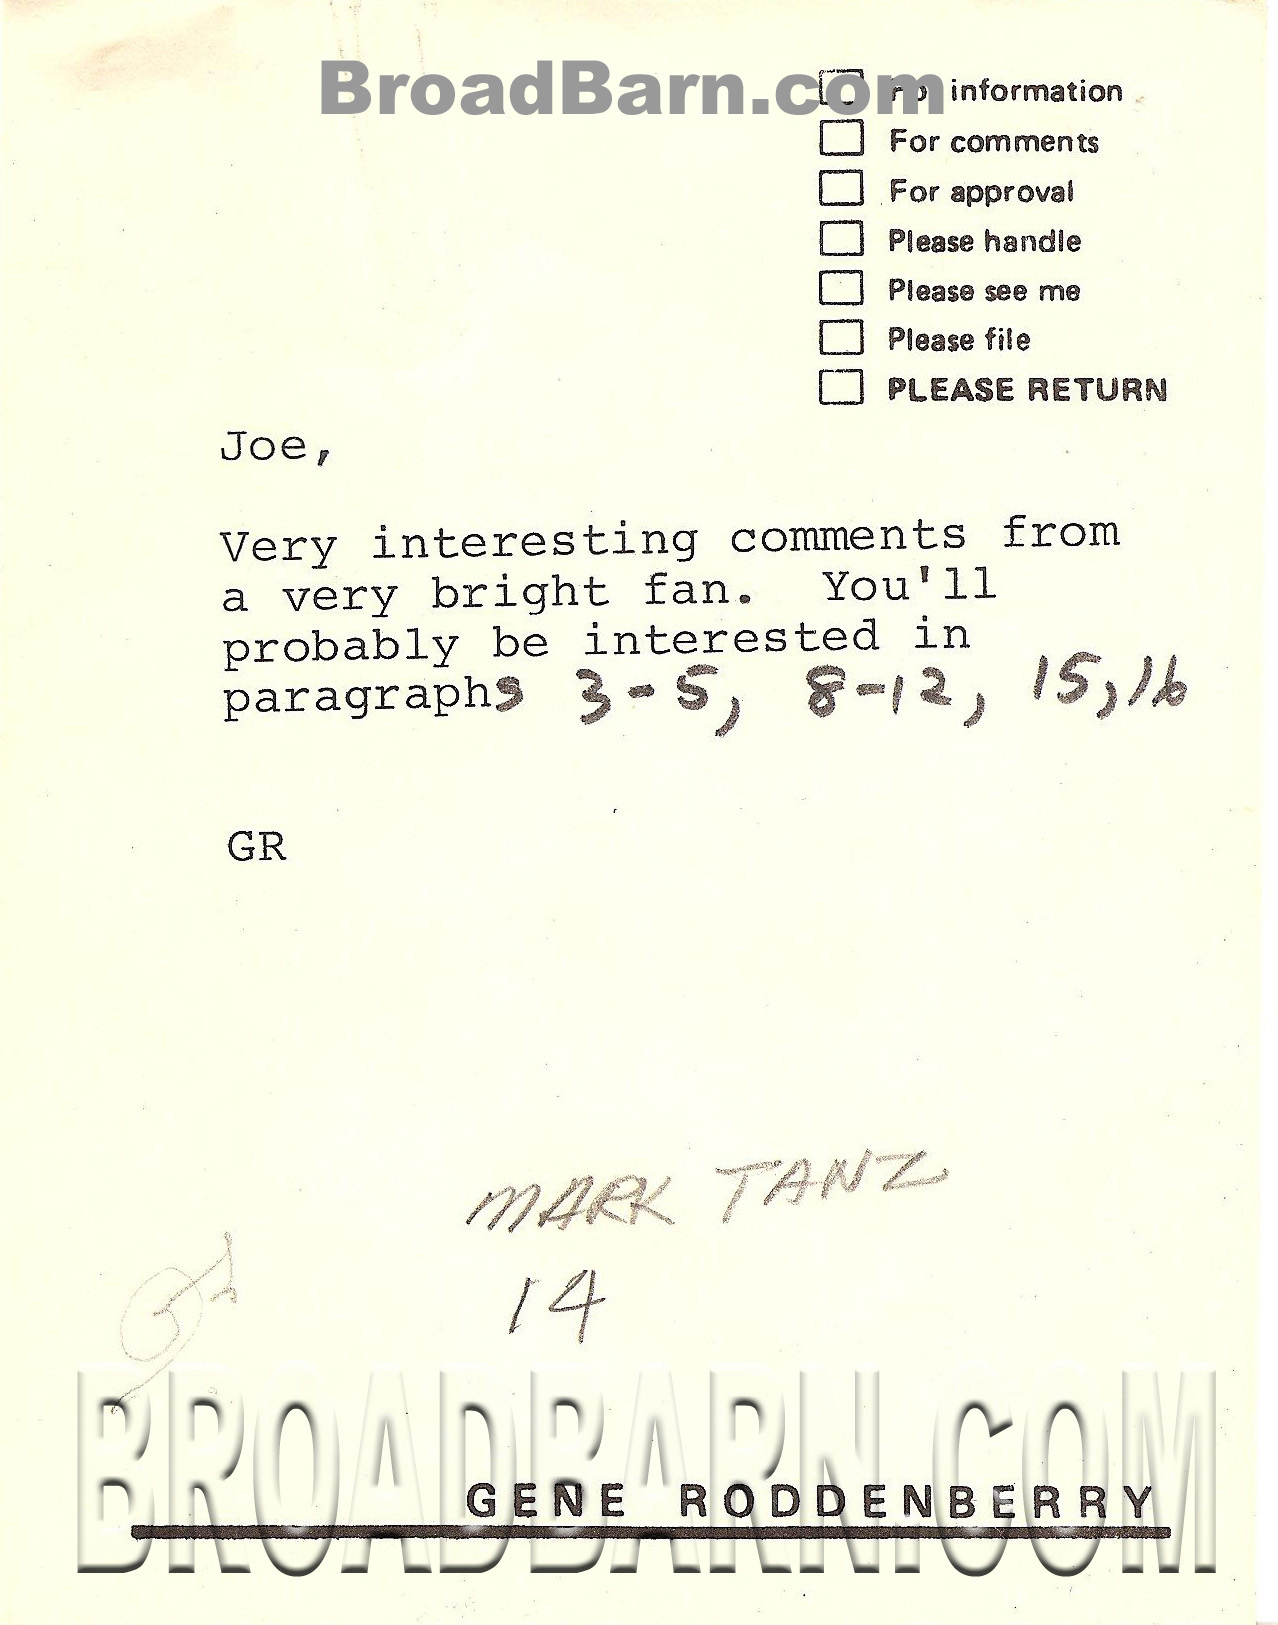 BroadBarn.com
For information
For comments
For approval
Please handle
Please see me
Please file
PLEASE RETURN
Joe,
Very interesting comments from
a very bright fan. You'll
probably be interested in
paragraphs 3-5, 8-12, 15, 16
GR
MARK TANZ
14
BROADBARN.COM
GENE RODDENBERRY